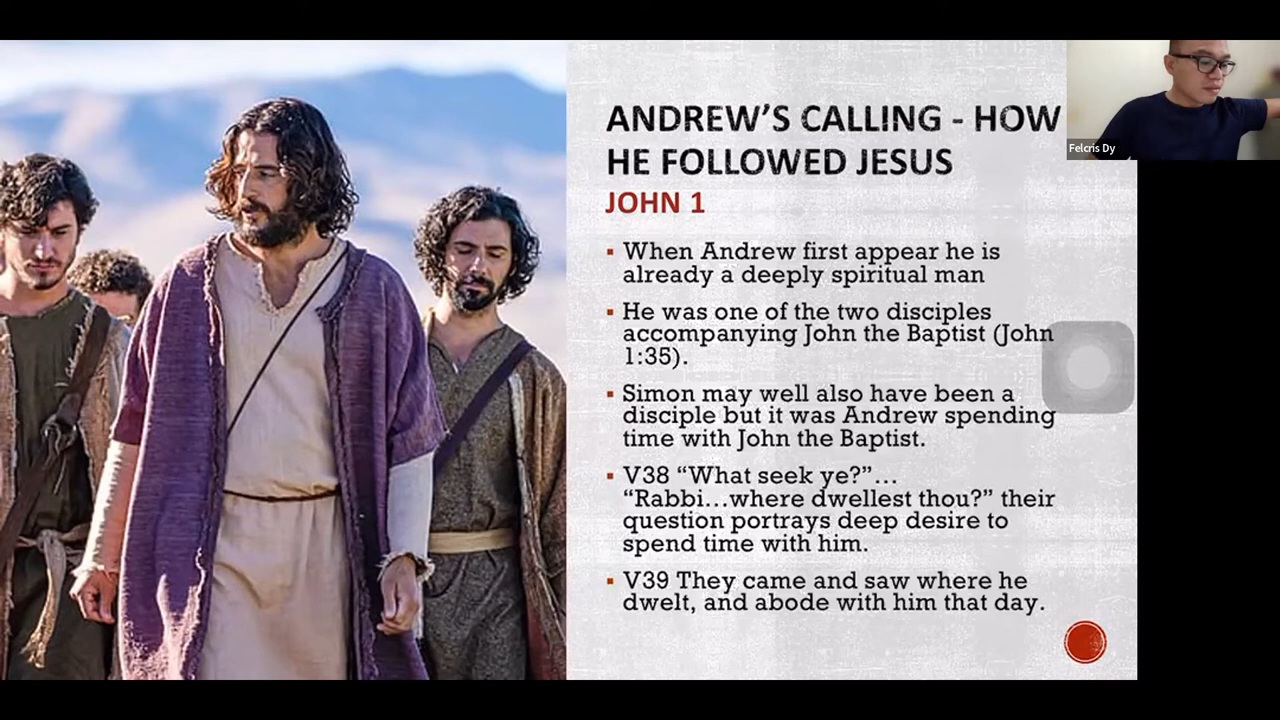 ANDREW'S CALLING - HOW
HE FOLLOWED JESUS
JOHN 1
▪ When Andrew first appear he is
already a deeply spiritual man
▪ He was one of the two disciples
accompanying John the Baptist (John
1:35).
▪ Simon may well also have been a
disciple but it was Andrew spending
time with John the Baptist.
▪ V38 “What seek ye?”…
“Rabbi…where dwellest thou?” their
question portrays deep desire to
spend time with him.
▪ V39 They came and saw where he
dwelt, and abode with him that day.
Felcris Dy